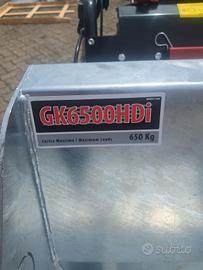 GK6500HDi
Carico Massimo / Maximum Loads
650 Kg
subito